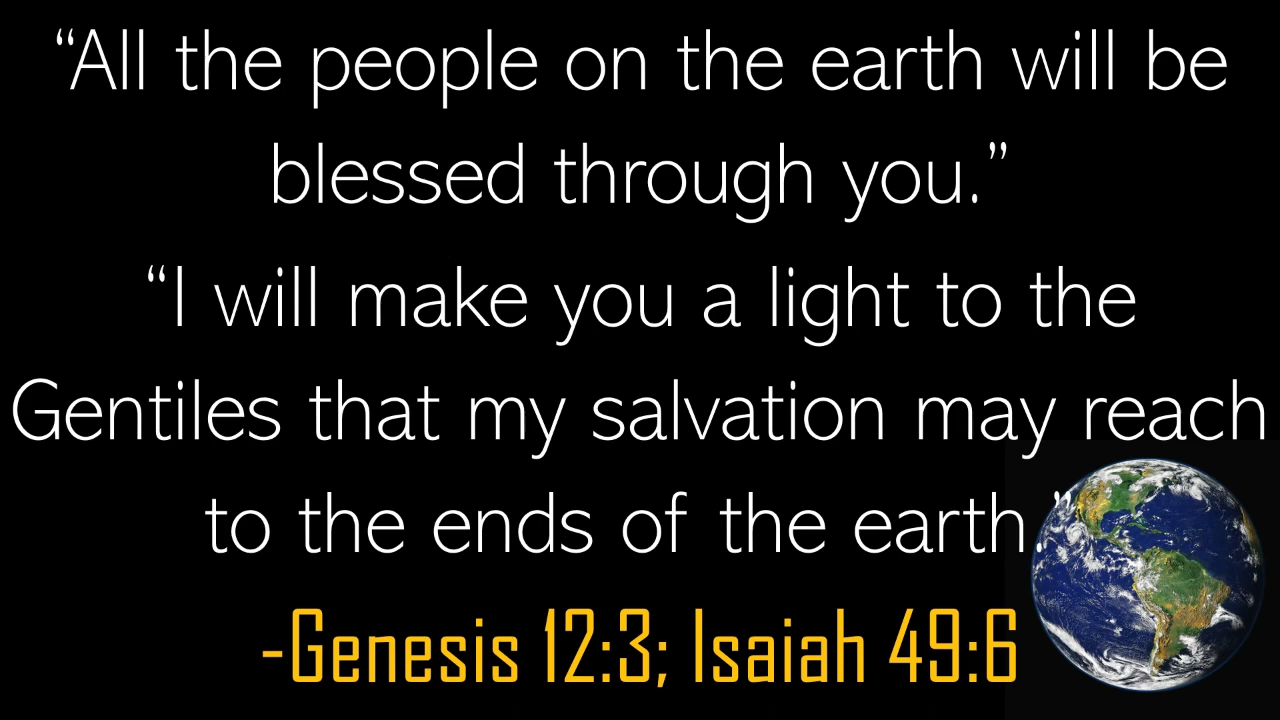 “All the people on the earth will be
blessed through you.”
“I will make you a light to the
Gentiles that my salvation may reach
to the ends of the earth.”
-Genesis 12:3; Isaiah 49:6